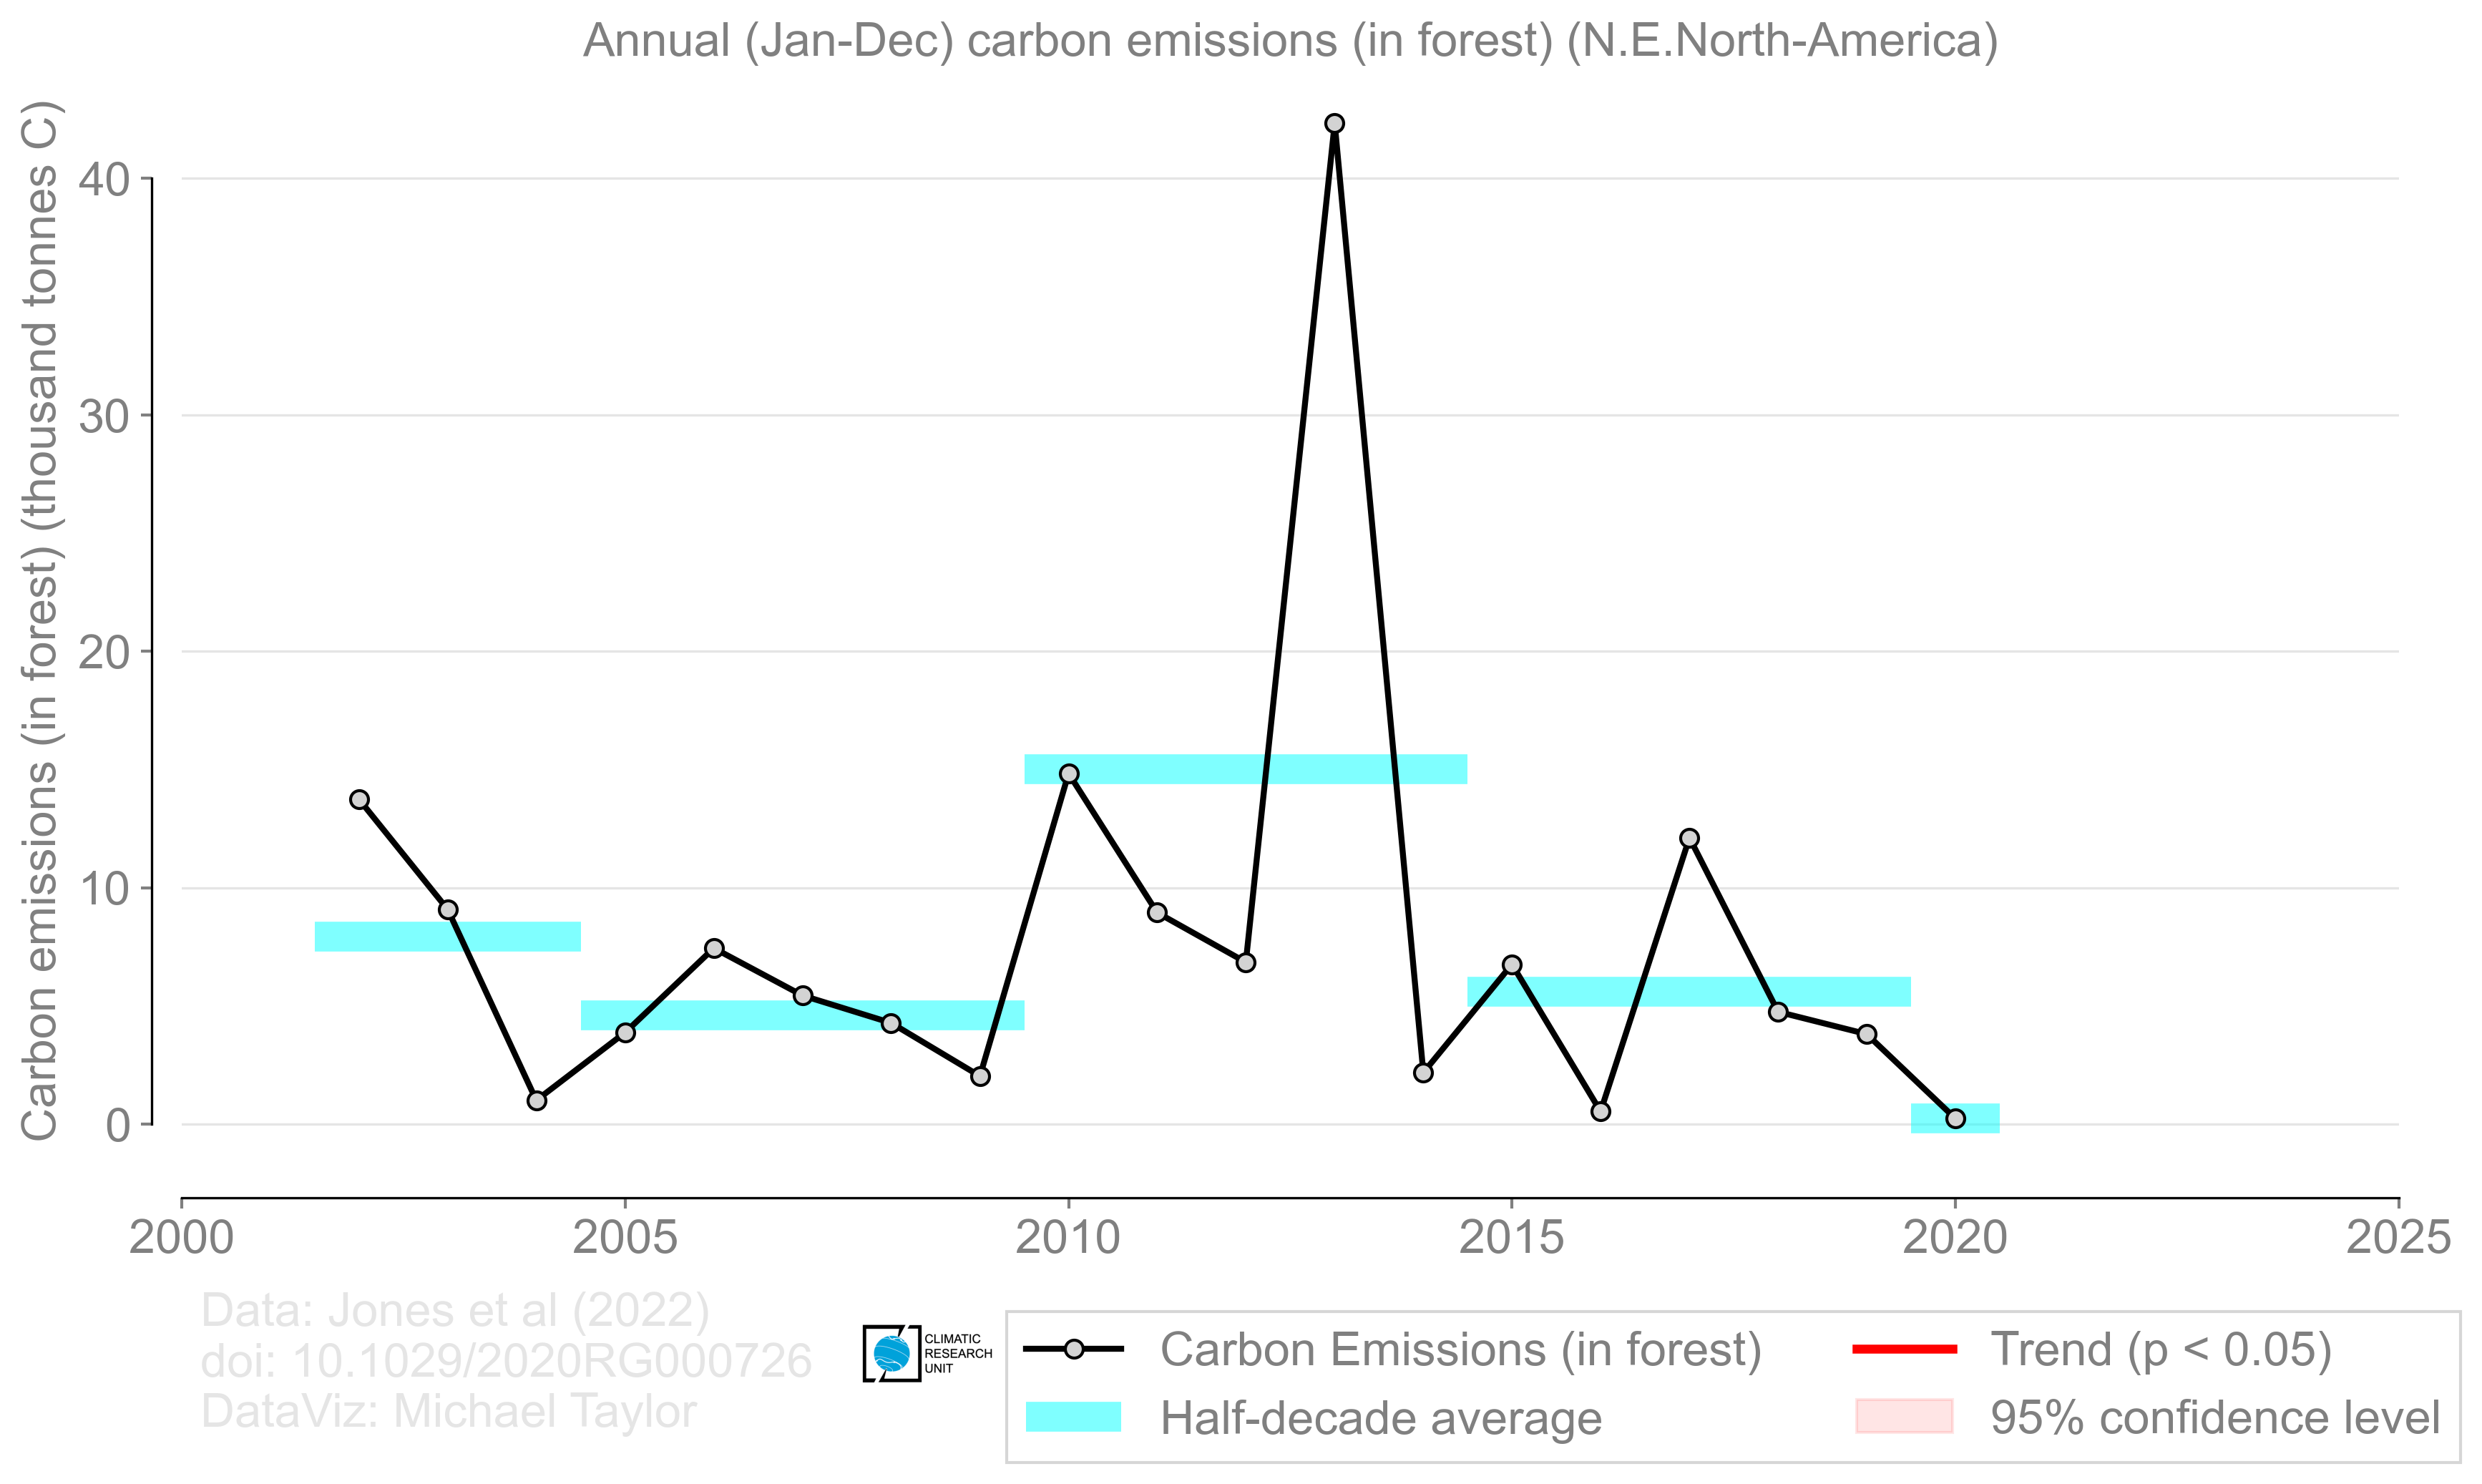 Annual (Jan-Dec) carbon emissions (in forest) (N.E.North-America)
Carbon emissions (in forest) (thousand tonnes C)
40
30
20
10
0
2000
2005
2010
2015
2020
2025
Data: Jones et al (2022)
doi: 10.1029/2020RG000726
DataViz: Michael Taylor
CLIMATIC
RESEARCH
UNIT
Carbon Emissions (in forest)
Half-decade average
Trend (p < 0.05)
95% confidence level